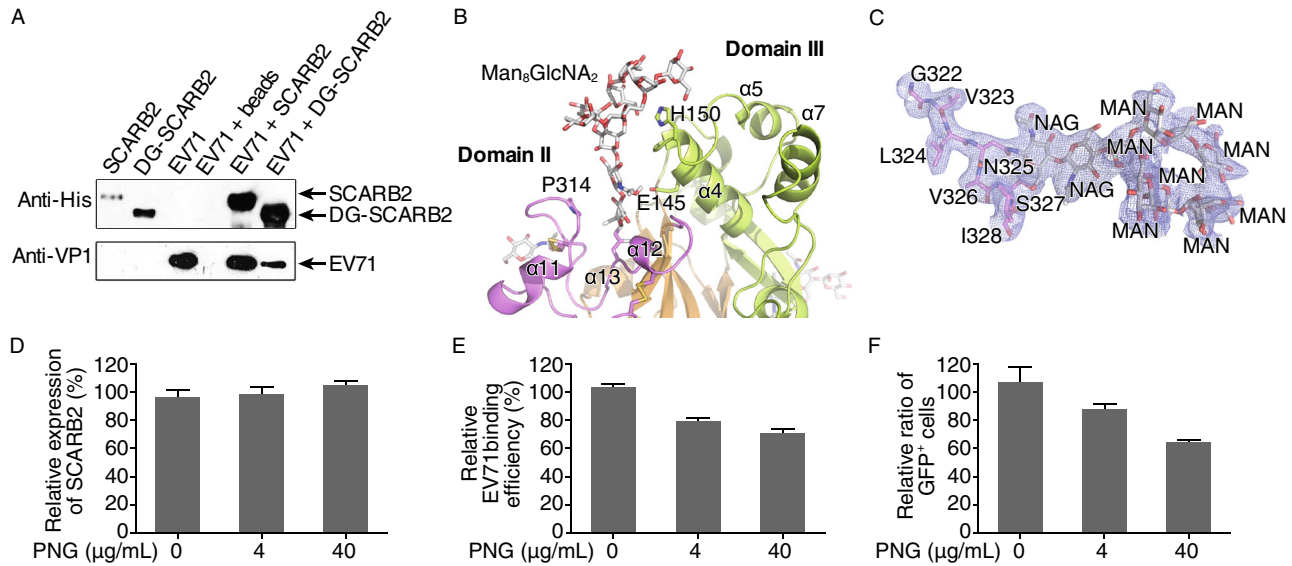 A
SCARB2
DG-SCARB2
EV71
EV71 + beads
EV71 + SCARB2
EV71 + DG-SCARB2
Anti-His
SCARB2
DG-SCARB2
Anti-VP1
EV71
B
Domain III
Man₈GlcNA₂
α5
H150
α7
Domain II
α4
P314
E145
α12
α11
α13
C
G322
V323
MAN
MAN
NAG
L324
MAN
MAN
N325
MAN
V326
NAG
S327
MAN
MAN
I328
MAN
D
Relative expression
of SCARB2 (%)
120
100
80
60
40
20
0
PNG (μg/mL) 0 4 40
E
Relative
EV71binding
efficiency (%)
120
100
80
60
40
20
0
PNG (μg/mL) 0 4 40
F
Relative ratio of
GFP⁺ cells
120
100
80
60
40
20
0
PNG (μg/mL) 0 4 40